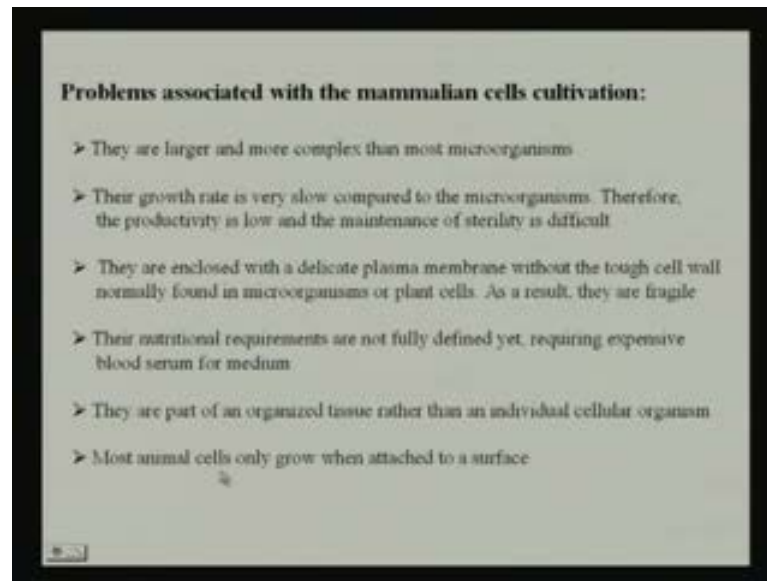 Problems associated with the mammalian cells cultivation:
➢ They are larger and more complex than most microorganisms
➢ Their growth rate is very slow compared to the microorganisms. Therefore,
the productivity is low and the maintenance of sterility is difficult
➢ They are enclosed with a delicate plasma membrane without the tough cell wall
normally found in microorganisms or plant cells. As a result, they are fragile
➢ Their nutritional requirements are not fully defined yet, requiring expensive
blood serum for medium
➢ They are part of an organized tissue rather than an individual cellular organism
➢ Most animal cells only grow when attached to a surface